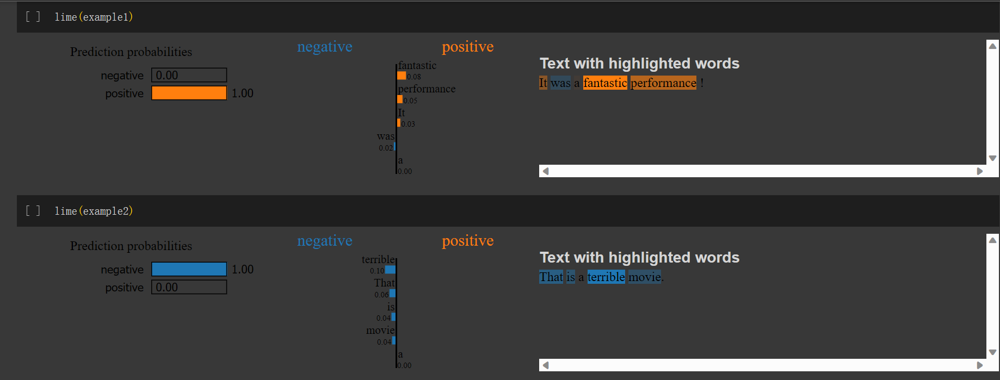 [ ] lime(example1)
Prediction probabilities
negative 0.00
positive 1.00
negative positive
fantastic
0.08
performance
0.05
It
0.03
was
0.02
a
0.00
Text with highlighted words
It was a fantastic performance !
[ ] lime(example2)
Prediction probabilities
negative 1.00
positive 0.00
negative positive
terrible
0.10
That
0.06
is
0.04
movie
0.04
a
0.00
Text with highlighted words
That is a terrible movie.